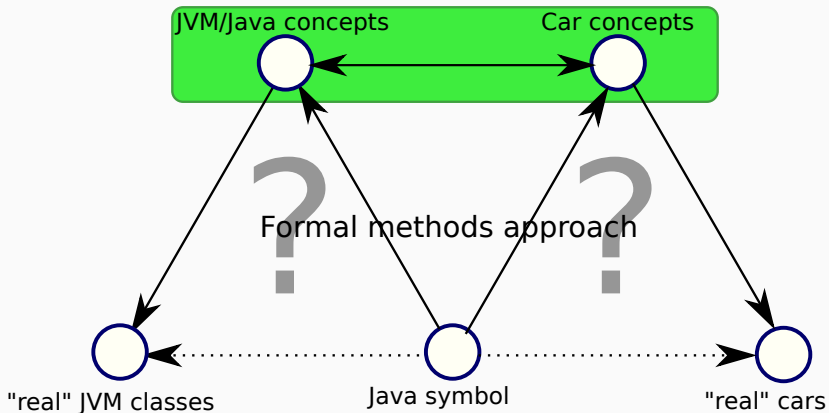 JVM/Java concepts
Car concepts
? ?
Formal methods approach
"real" JVM classes
Java symbol
"real" cars